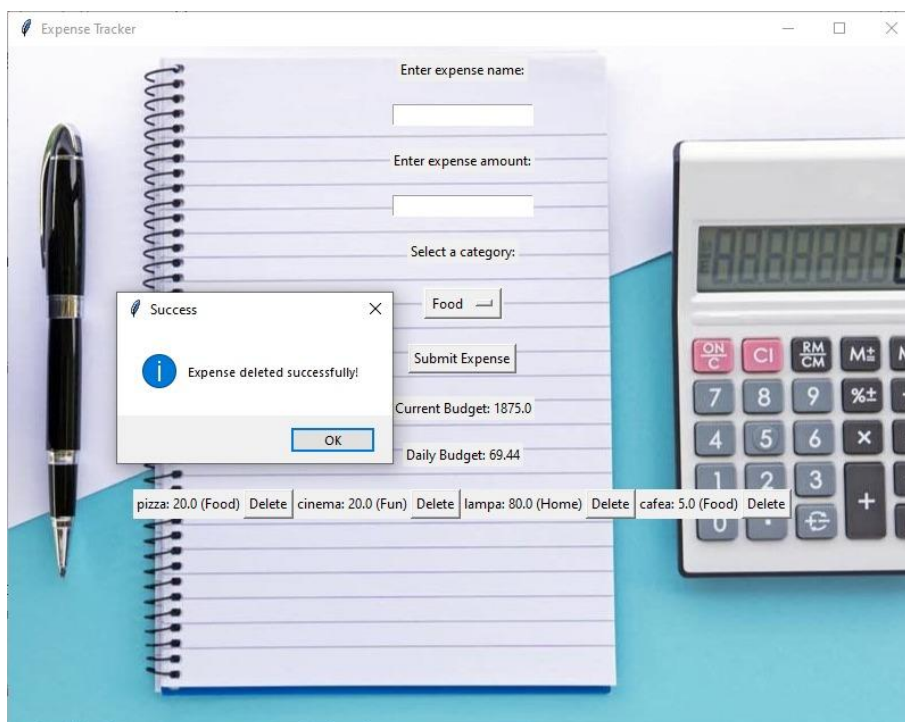 Expense Tracker
Enter expense name:
Enter expense amount:
Select a category:
Food
Success
Expense deleted successfully!
OK
Submit Expense
Current Budget: 1875.0
Daily Budget: 69.44
pizza: 20.0 (Food) Delete cinema: 20.0 (Fun) Delete lampa: 80.0 (Home) Delete cafea: 5.0 (Food) Delete
ON/C CI RM/CM M±
7 8 9 %±
4 5 6 ×
1 2 3 +
0